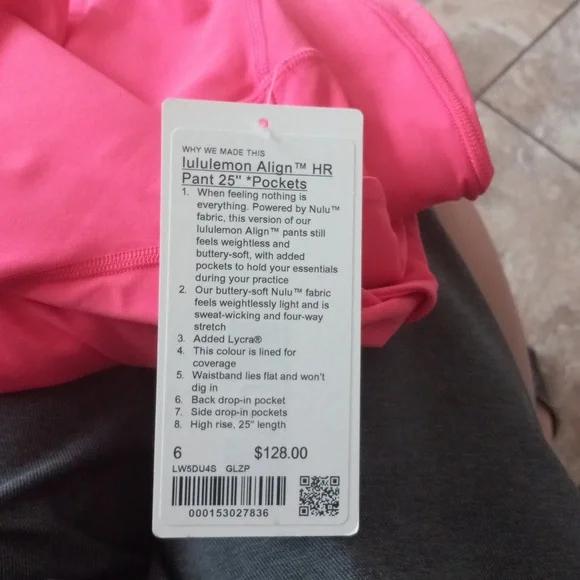 WHY WE MADE THIS
lululemon Align™ HR
Pant 25" *Pockets
1. When feeling nothing is
everything. Powered by Nulu™
fabric, this version of our
lululemon Align™ pants still
feels weightless and
buttery-soft, with added
pockets to hold your essentials
during your practice
2. Our buttery-soft Nulu™ fabric
feels weightlessly light and is
sweat-wicking and four-way
stretch
3. Added Lycra®
4. This colour is lined for
coverage
5. Waistband lies flat and won't
dig in
6. Back drop-in pocket
7. Side drop-in pockets
8. High rise, 25" length
6 $128.00
LW5DU4S GLZP
000153027836